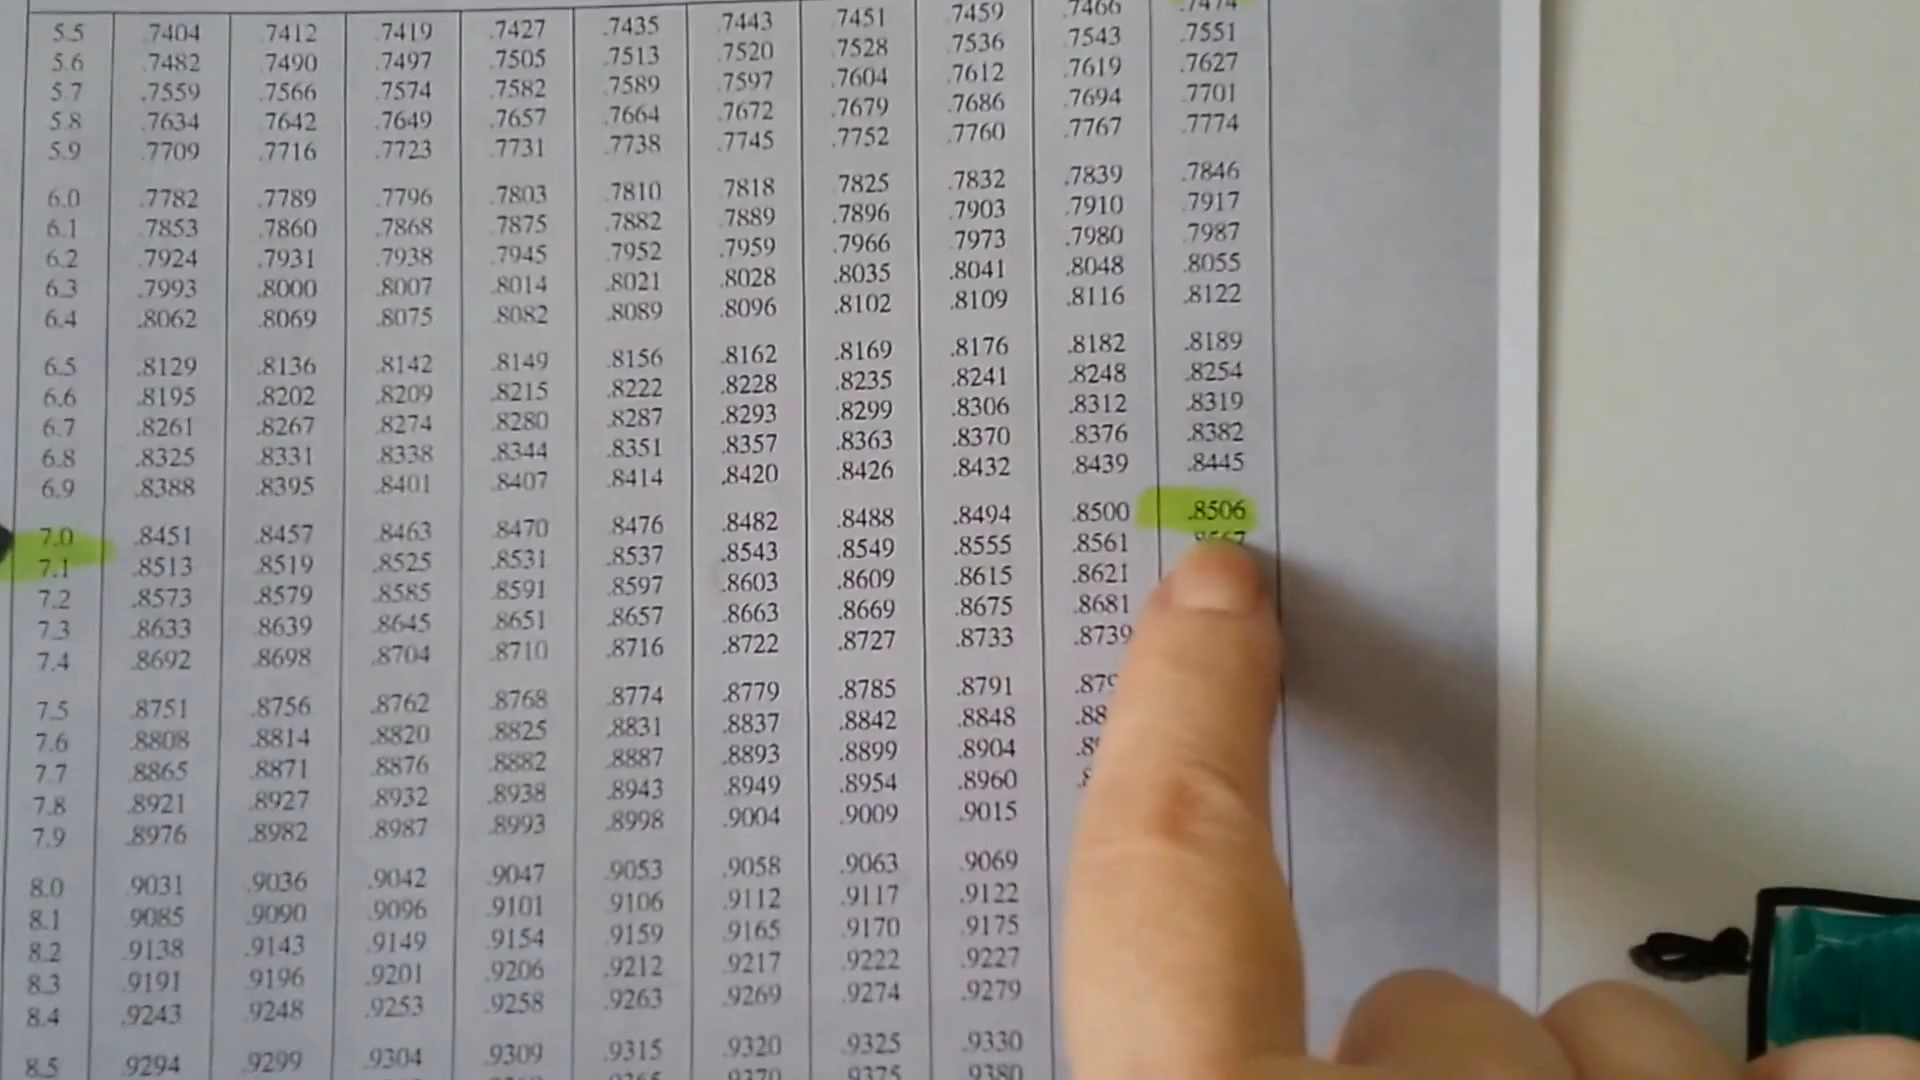 5.5 .7404 .7412 .7419 .7427 .7435 .7443 .7451 .7459 .7466 .7474
5.6 .7482 .7490 .7497 .7505 .7513 .7520 .7528 .7536 .7543 .7551
5.7 .7559 .7566 .7574 .7582 .7589 .7597 .7604 .7612 .7619 .7627
5.8 .7634 .7642 .7649 .7657 .7664 .7672 .7679 .7686 .7694 .7701
5.9 .7709 .7716 .7723 .7731 .7738 .7745 .7752 .7760 .7767 .7774
6.0 .7782 .7789 .7796 .7803 .7810 .7818 .7825 .7832 .7839 .7846
6.1 .7853 .7860 .7868 .7875 .7882 .7889 .7896 .7903 .7910 .7917
6.2 .7924 .7931 .7938 .7945 .7952 .7959 .7966 .7973 .7980 .7987
6.3 .7993 .8000 .8007 .8014 .8021 .8028 .8035 .8041 .8048 .8055
6.4 .8062 .8069 .8075 .8082 .8089 .8096 .8102 .8109 .8116 .8122
6.5 .8129 .8136 .8142 .8149 .8156 .8162 .8169 .8176 .8182 .8189
6.6 .8195 .8202 .8209 .8215 .8222 .8228 .8235 .8241 .8248 .8254
6.7 .8261 .8267 .8274 .8280 .8287 .8293 .8299 .8306 .8312 .8319
6.8 .8325 .8331 .8338 .8344 .8351 .8357 .8363 .8370 .8376 .8382
6.9 .8388 .8395 .8401 .8407 .8414 .8420 .8426 .8432 .8439 .8445
7.0 .8451 .8457 .8463 .8470 .8476 .8482 .8488 .8494 .8500 .8506
7.1 .8513 .8519 .8525 .8531 .8537 .8543 .8549 .8555 .8561 .8567
7.2 .8573 .8579 .8585 .8591 .8597 .8603 .8609 .8615 .8621
7.3 .8633 .8639 .8645 .8651 .8657 .8663 .8669 .8675 .8681
7.4 .8692 .8698 .8704 .8710 .8716 .8722 .8727 .8733 .8739
7.5 .8751 .8756 .8762 .8768 .8774 .8779 .8785 .8791
7.6 .8808 .8814 .8820 .8825 .8831 .8837 .8842 .8848
7.7 .8865 .8871 .8876 .8882 .8887 .8893 .8899 .8904
7.8 .8921 .8927 .8932 .8938 .8943 .8949 .8954 .8960
7.9 .8976 .8982 .8987 .8993 .8998 .9004 .9009 .9015
8.0 .9031 .9036 .9042 .9047 .9053 .9058 .9063 .9069
8.1 .9085 .9090 .9096 .9101 .9106 .9112 .9117 .9122
8.2 .9138 .9143 .9149 .9154 .9159 .9165 .9170 .9175
8.3 .9191 .9196 .9201 .9206 .9212 .9217 .9222 .9227
8.4 .9243 .9248 .9253 .9258 .9263 .9269 .9274 .9279
8.5 .9294 .9299 .9304 .9309 .9315 .9320 .9325 .9330
.9365 .9370 .9375 .9380